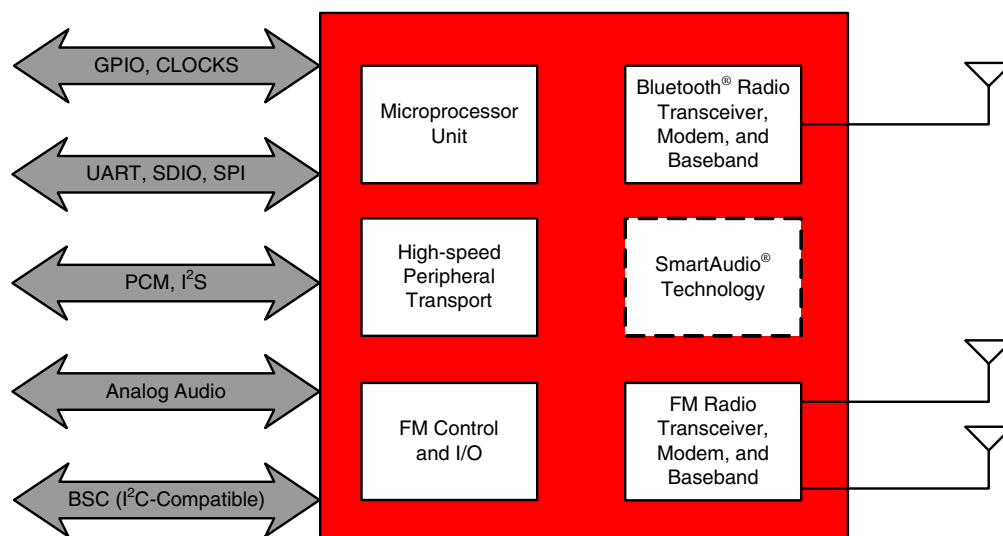 GPIO, CLOCKS
UART, SDIO, SPI
PCM, I²S
Analog Audio
BSC (I²C-Compatible)
Microprocessor
Unit
High-speed
Peripheral
Transport
FM Control
and I/O
Bluetooth® Radio
Transceiver,
Modem, and
Baseband
SmartAudio®
Technology
FM Radio
Transceiver,
Modem, and
Baseband